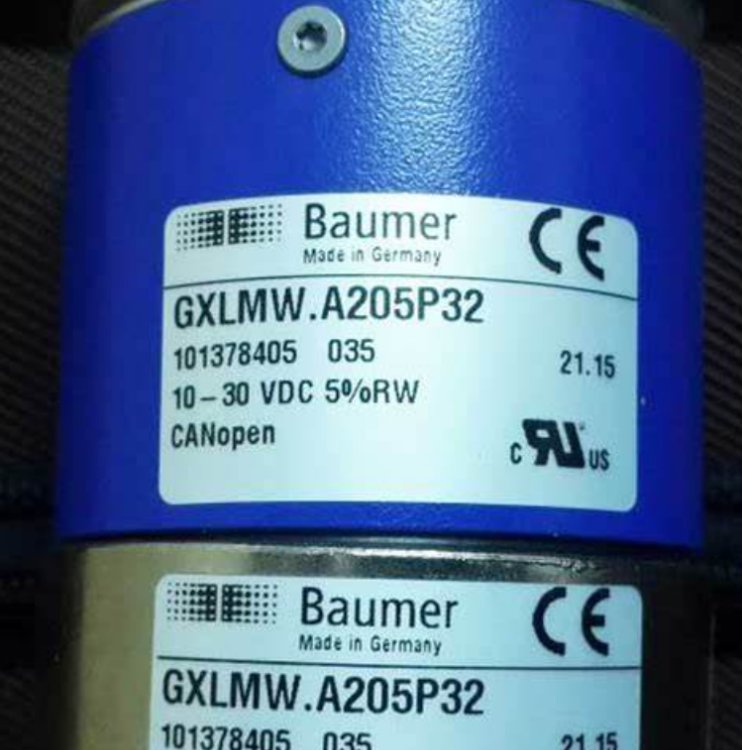 Baumer
Made in Germany
CE
GXLMW.A205P32
101378405 035
21.15
10-30 VDC 5%RW
CANopen
c RU US
Baumer
Made in Germany
CE
GXLMW.A205P32
101378405 035
21.15